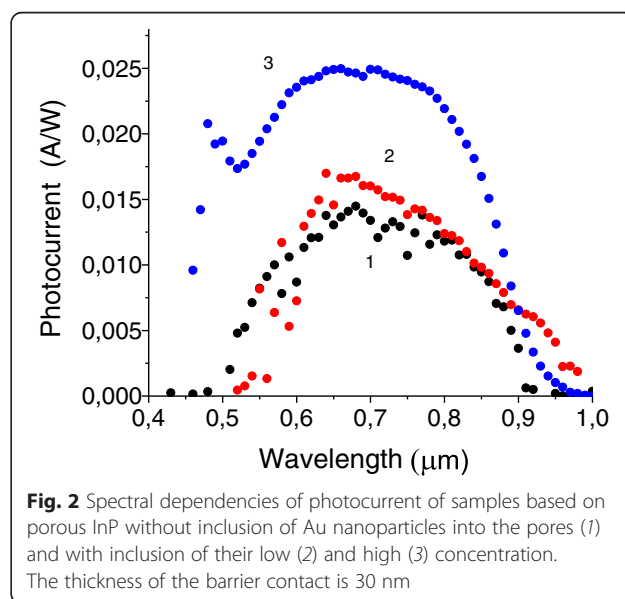 Photocurrent (A/W)
0,025
0,020
0,015
0,010
0,005
0,000
3
2
1
0,4 0,5 0,6 0,7 0,8 0,9 1,0
Wavelength (μm)
Fig. 2 Spectral dependencies of photocurrent of samples based on
porous InP without inclusion of Au nanoparticles into the pores (1)
and with inclusion of their low (2) and high (3) concentration.
The thickness of the barrier contact is 30 nm